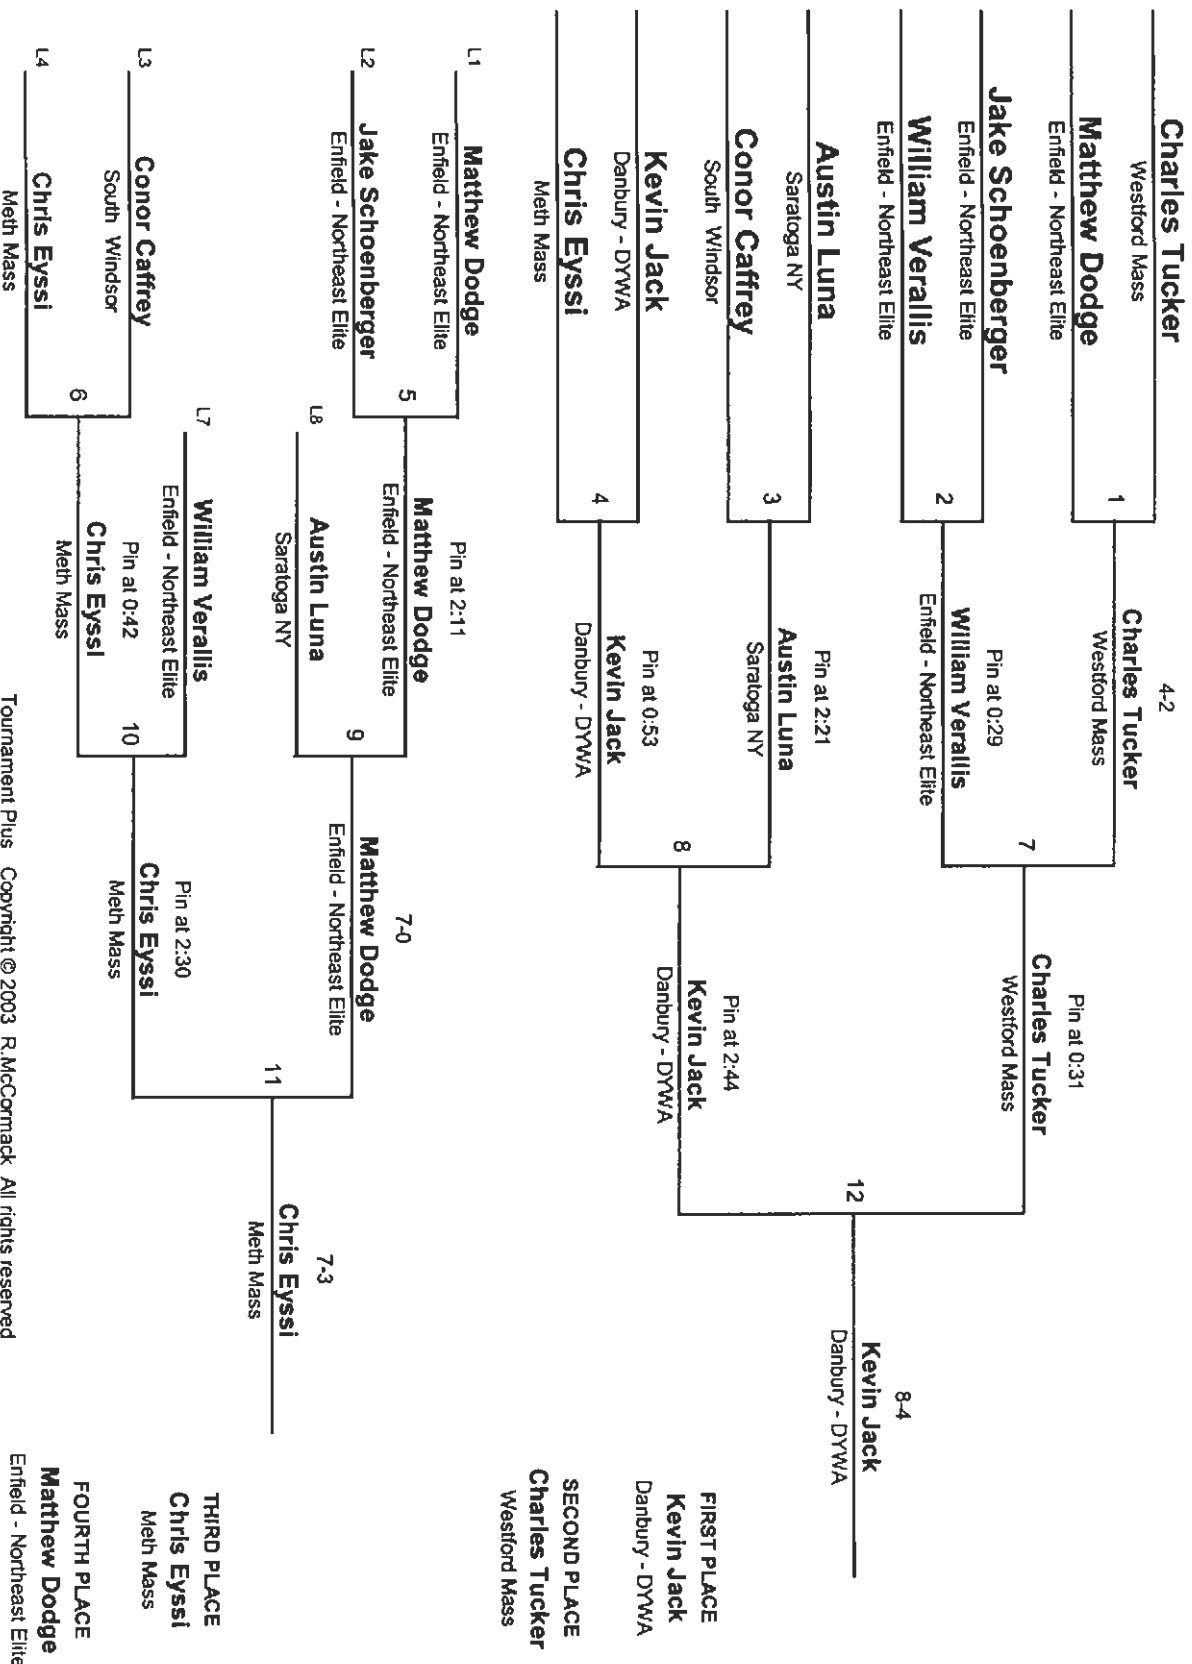 Charles Tucker
Westford Mass
Matthew Dodge
Enfield - Northeast Elite
Jake Schoenberger
Enfield - Northeast Elite
William Verallis
Enfield - Northeast Elite
Austin Luna
Saratoga NY
Conor Caffrey
South Windsor
Kevin Jack
Danbury - DYWA
Chris Eyssi
Meth Mass
1
2
3
4
4-2
Charles Tucker
Westford Mass
Pin at 0:29
William Verallis
Enfield - Northeast Elite
Pin at 2:21
Austin Luna
Saratoga NY
Pin at 0:53
Kevin Jack
Danbury - DYWA
7
8
Pin at 0:31
Charles Tucker
Westford Mass
Pin at 2:44
Kevin Jack
Danbury - DYWA
12
8-4
Kevin Jack
Danbury - DYWA
L1
Matthew Dodge
Enfield - Northeast Elite
L2
Jake Schoenberger
Enfield - Northeast Elite
L3
Conor Caffrey
South Windsor
L4
Chris Eyssi
Meth Mass
5
6
Pin at 2:11
Matthew Dodge
Enfield - Northeast Elite
L8
Austin Luna
Saratoga NY
L7
William Verallis
Enfield - Northeast Elite
Pin at 0:42
Chris Eyssi
Meth Mass
9
10
7-0
Matthew Dodge
Enfield - Northeast Elite
Pin at 2:30
Chris Eyssi
Meth Mass
11
7-3
Chris Eyssi
Meth Mass
FIRST PLACE
Kevin Jack
Danbury - DYWA
SECOND PLACE
Charles Tucker
Westford Mass
THIRD PLACE
Chris Eyssi
Meth Mass
FOURTH PLACE
Matthew Dodge
Enfield - Northeast Elite
Tournament Plus Copyright © 2003 R.McCormack All rights reserved